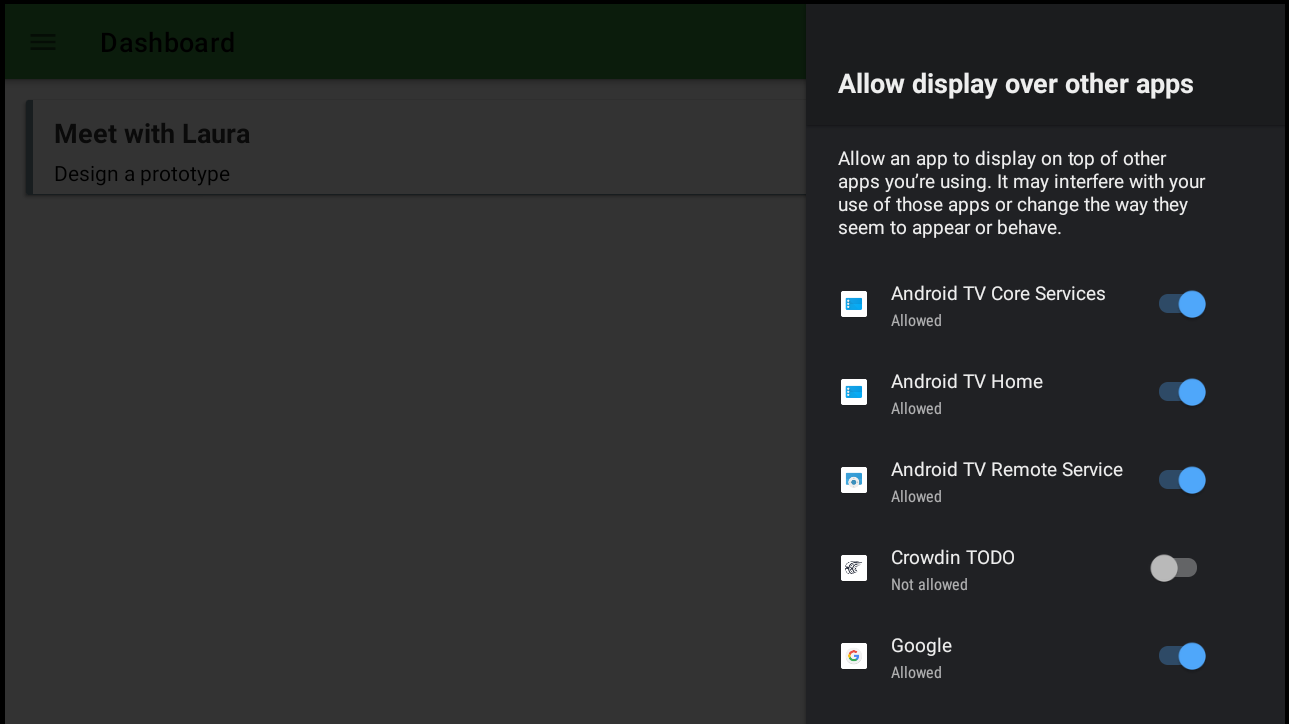 Dashboard
Meet with Laura
Design a prototype
Allow display over other apps
Allow an app to display on top of other
apps you’re using. It may interfere with your
use of those apps or change the way they
seem to appear or behave.
Android TV Core Services
Allowed
Android TV Home
Allowed
Android TV Remote Service
Allowed
Crowdin TODO
Not allowed
Google
Allowed